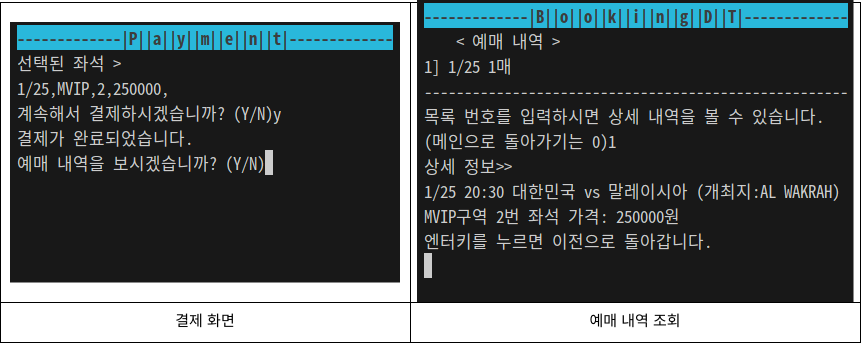 -------------|P||a||y||m||e||n||t|-------------
선택된 좌석 >
1/25,MVIP,2,250000,
계속해서 결제하시겠습니까? (Y/N)y
결제가 완료되었습니다.
예매 내역을 보시겠습니까? (Y/N)
결제 화면
-------------|B||o||o||k||i||n||g||D||T|-------------
< 예매 내역 >
1] 1/25 1매
-----------------------------------------------------
목록 번호를 입력하시면 상세 내역을 볼 수 있습니다.
(메인으로 돌아가기는 0)1
상세 정보>>
1/25 20:30 대한민국 vs 말레이시아 (개최지:AL WAKRAH)
MVIP구역 2번 좌석 가격: 250000원
엔터키를 누르면 이전으로 돌아갑니다.
예매 내역 조회